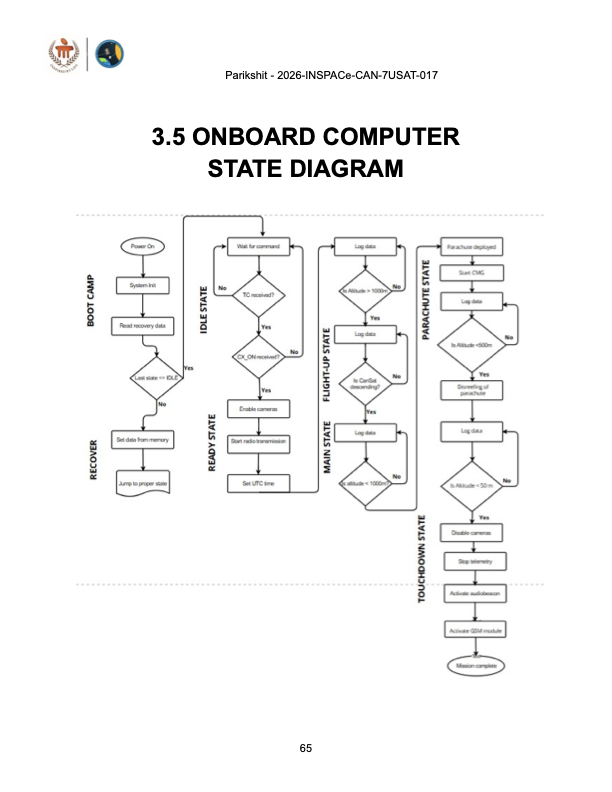 Parikshit - 2026-INSPACe-CAN-7USAT-017
3.5 ONBOARD COMPUTER
STATE DIAGRAM
BOOT CAMP
Power On
System Init
Read recovery data
Last state == IDLE
Yes
No
RECOVER
Set data from memory
Jump to proper state
IDLE STATE
Wait for command
No
TC received?
Yes
CX_ON received?
No
Yes
READY STATE
Enable cameras
Start radio transmission
Set UTC time
FLIGHT-UP STATE
Log data
Is Altitude > 1000m
No
Yes
Log data
Is CanSat
descending?
No
Yes
MAIN STATE
Log data
Is altitude < 1000m?
No
PARACHUTE STATE
Parachute deployed
Start CMG
Log data
Is Altitude <500m
No
Yes
Disreefing of
parachute
Log data
Is Altitude < 50 m
No
Yes
TOUCHDOWN STATE
Disable cameras
Stop telemetry
Activate audiobeacon
Activate GSM module
Mission complete
65